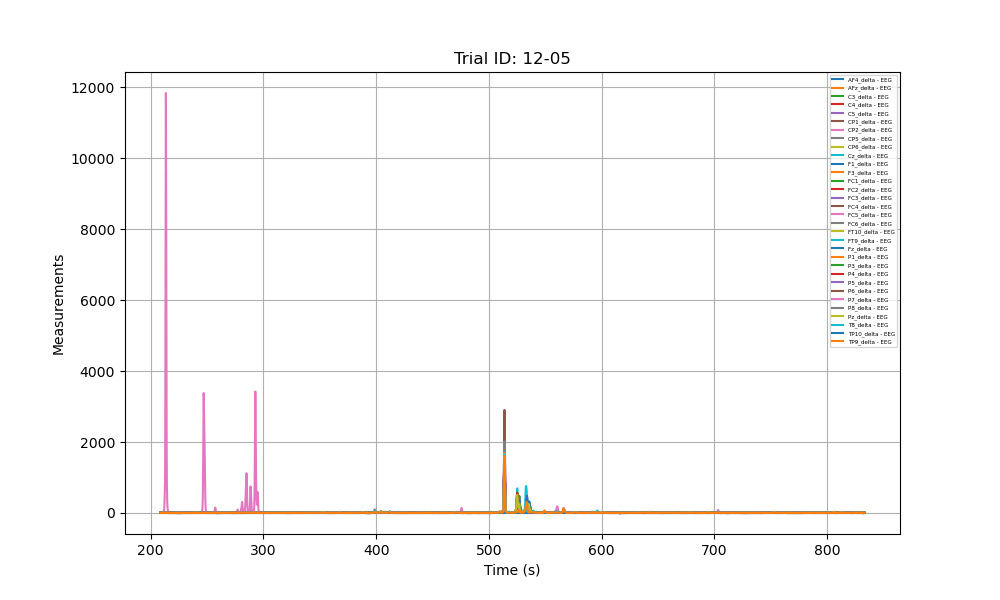 Trial ID: 12-05
12000
10000
8000
6000
4000
2000
0
Measurements
200
300
400
500
600
700
800
Time (s)
AF4_delta - EEG
AFz_delta - EEG
C3_delta - EEG
C4_delta - EEG
C5_delta - EEG
CP1_delta - EEG
CP2_delta - EEG
CP5_delta - EEG
CP6_delta - EEG
Cz_delta - EEG
F1_delta - EEG
F3_delta - EEG
FC1_delta - EEG
FC2_delta - EEG
FC3_delta - EEG
FC4_delta - EEG
FC5_delta - EEG
FC6_delta - EEG
FT10_delta - EEG
FT9_delta - EEG
Fz_delta - EEG
P1_delta - EEG
P3_delta - EEG
P4_delta - EEG
P5_delta - EEG
P6_delta - EEG
P7_delta - EEG
P8_delta - EEG
Pz_delta - EEG
T8_delta - EEG
TP10_delta - EEG
TP9_delta - EEG